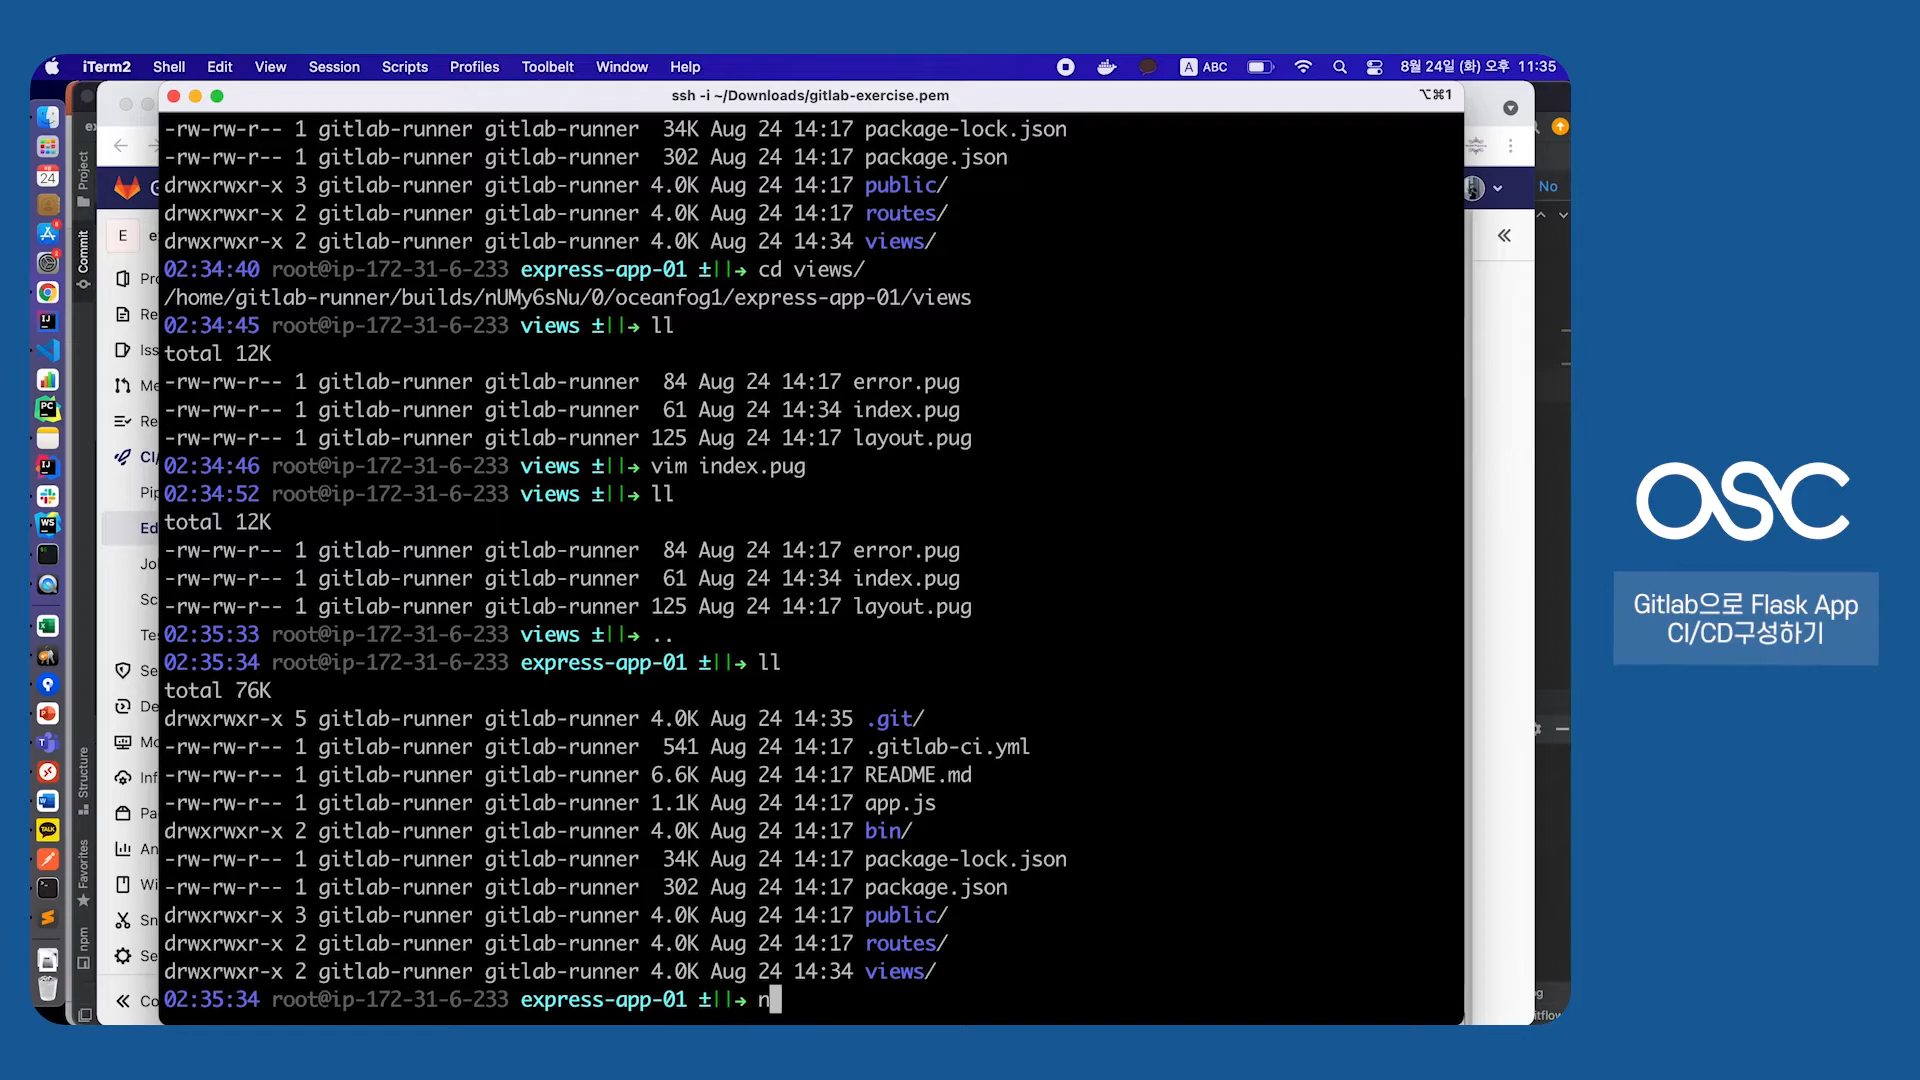 iTerm2 Shell Edit View Session Scripts Profiles Toolbelt Window Help
A ABC 8월 24일 (화) 오후 11:35
ssh -i ~/Downloads/gitlab-exercise.pem ⌥⌘1
-rw-rw-r-- 1 gitlab-runner gitlab-runner 34K Aug 24 14:17 package-lock.json
-rw-rw-r-- 1 gitlab-runner gitlab-runner 302 Aug 24 14:17 package.json
drwxrwxr-x 3 gitlab-runner gitlab-runner 4.0K Aug 24 14:17 public/
drwxrwxr-x 2 gitlab-runner gitlab-runner 4.0K Aug 24 14:17 routes/
drwxrwxr-x 2 gitlab-runner gitlab-runner 4.0K Aug 24 14:34 views/
02:34:40 root@ip-172-31-6-233 express-app-01 ±||→ cd views/
/home/gitlab-runner/builds/nUMy6sNu/0/oceanfog1/express-app-01/views
02:34:45 root@ip-172-31-6-233 views ±||→ ll
total 12K
-rw-rw-r-- 1 gitlab-runner gitlab-runner 84 Aug 24 14:17 error.pug
-rw-rw-r-- 1 gitlab-runner gitlab-runner 61 Aug 24 14:34 index.pug
-rw-rw-r-- 1 gitlab-runner gitlab-runner 125 Aug 24 14:17 layout.pug
02:34:46 root@ip-172-31-6-233 views ±||→ vim index.pug
02:34:52 root@ip-172-31-6-233 views ±||→ ll
total 12K
-rw-rw-r-- 1 gitlab-runner gitlab-runner 84 Aug 24 14:17 error.pug
-rw-rw-r-- 1 gitlab-runner gitlab-runner 61 Aug 24 14:34 index.pug
-rw-rw-r-- 1 gitlab-runner gitlab-runner 125 Aug 24 14:17 layout.pug
02:35:33 root@ip-172-31-6-233 views ±||→ ..
02:35:34 root@ip-172-31-6-233 express-app-01 ±||→ ll
total 76K
drwxrwxr-x 5 gitlab-runner gitlab-runner 4.0K Aug 24 14:35 .git/
-rw-rw-r-- 1 gitlab-runner gitlab-runner 541 Aug 24 14:17 .gitlab-ci.yml
-rw-rw-r-- 1 gitlab-runner gitlab-runner 6.6K Aug 24 14:17 README.md
-rw-rw-r-- 1 gitlab-runner gitlab-runner 1.1K Aug 24 14:17 app.js
drwxrwxr-x 2 gitlab-runner gitlab-runner 4.0K Aug 24 14:17 bin/
-rw-rw-r-- 1 gitlab-runner gitlab-runner 34K Aug 24 14:17 package-lock.json
-rw-rw-r-- 1 gitlab-runner gitlab-runner 302 Aug 24 14:17 package.json
drwxrwxr-x 3 gitlab-runner gitlab-runner 4.0K Aug 24 14:17 public/
drwxrwxr-x 2 gitlab-runner gitlab-runner 4.0K Aug 24 14:17 routes/
drwxrwxr-x 2 gitlab-runner gitlab-runner 4.0K Aug 24 14:34 views/
02:35:34 root@ip-172-31-6-233 express-app-01 ±||→ n
Project
Commit
Structure
Favorites
npm
E
No
OSC
Gitlab으로 Flask App
CI/CD구성하기